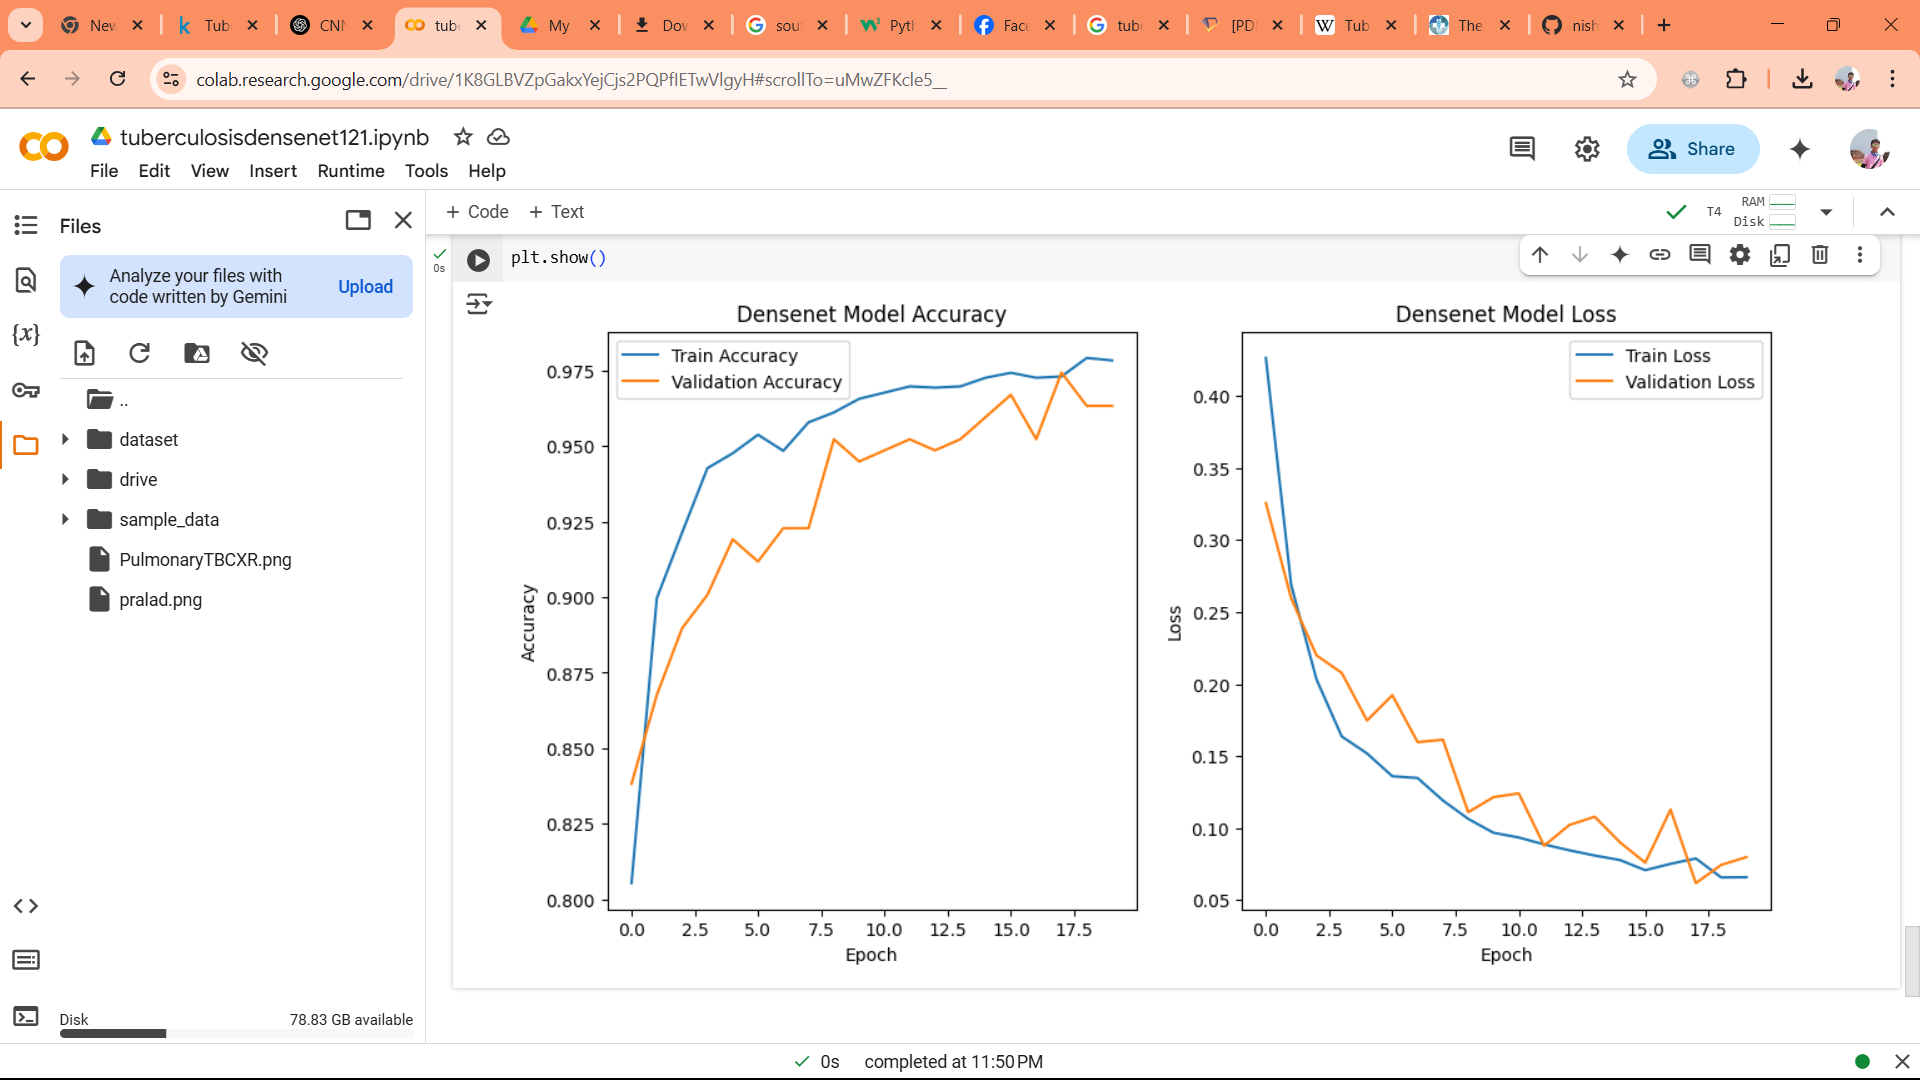 New
Tub
CNN
tube
My
Dow
sou
Pyth
Face
tube
[PD
Tub
The
nish
colab.research.google.com/drive/1K8GLBVZpGakxYejCjs2PQPfIETwVlgyH#scrollTo=uMwZFKcle5__
tuberculosisdensenet121.ipynb
Share
File Edit View Insert Runtime Tools Help
+ Code + Text
T4
RAM
Disk
Files
Analyze your files with
code written by Gemini
Upload
{x}
..
dataset
drive
sample_data
PulmonaryTBCXR.png
pralad.png
Disk 78.83 GB available
0s
plt.show()
Densenet Model Accuracy
Train Accuracy
Validation Accuracy
0.975
0.950
0.925
0.900
0.875
0.850
0.825
0.800
Accuracy
0.0 2.5 5.0 7.5 10.0 12.5 15.0 17.5
Epoch
Densenet Model Loss
Train Loss
Validation Loss
0.40
0.35
0.30
0.25
0.20
0.15
0.10
0.05
Loss
0.0 2.5 5.0 7.5 10.0 12.5 15.0 17.5
Epoch
0s completed at 11:50 PM